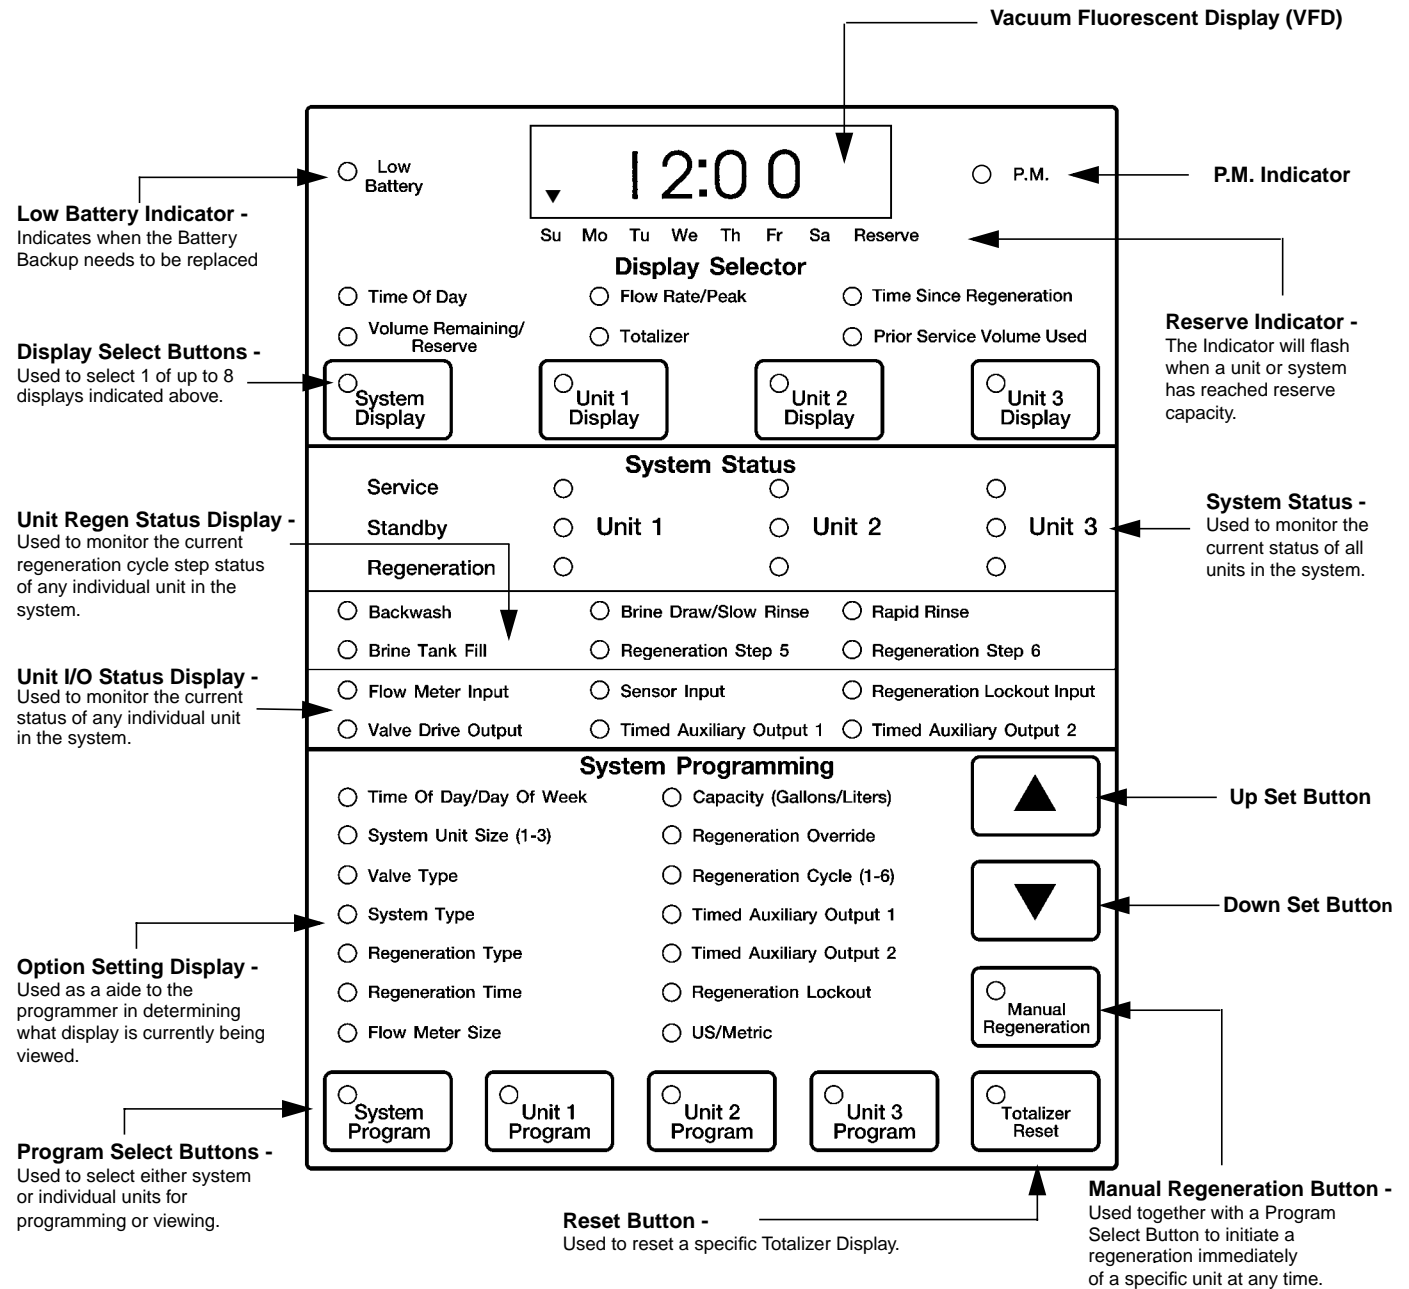 Vacuum Fluorescent Display (VFD)
Low
Battery
12:00
P.M.
P.M. Indicator
Su Mo Tu We Th Fr Sa Reserve
Low Battery Indicator -
Indicates when the Battery
Backup needs to be replaced
Display Selector
Time Of Day
Flow Rate/Peak
Time Since Regeneration
Volume Remaining/
Reserve
Totalizer
Prior Service Volume Used
Reserve Indicator -
The Indicator will flash
when a unit or system
has reached reserve
capacity.
Display Select Buttons -
Used to select 1 of up to 8
displays indicated above.
System
Display
Unit 1
Display
Unit 2
Display
Unit 3
Display
System Status
Service
Standby
Unit 1
Unit 2
Unit 3
Regeneration
System Status -
Used to monitor the
current status of all
units in the system.
Unit Regen Status Display -
Used to monitor the current
regeneration cycle step status
of any individual unit in the
system.
Backwash
Brine Draw/Slow Rinse
Rapid Rinse
Brine Tank Fill
Regeneration Step 5
Regeneration Step 6
Unit I/O Status Display -
Used to monitor the current
status of any individual unit
in the system.
Flow Meter Input
Sensor Input
Regeneration Lockout Input
Valve Drive Output
Timed Auxiliary Output 1
Timed Auxiliary Output 2
System Programming
Time Of Day/Day Of Week
Capacity (Gallons/Liters)
System Unit Size (1-3)
Regeneration Override
Valve Type
Regeneration Cycle (1-6)
System Type
Timed Auxiliary Output 1
Regeneration Type
Timed Auxiliary Output 2
Regeneration Time
Regeneration Lockout
Flow Meter Size
US/Metric
Up Set Button
Down Set Button
Manual
Regeneration
Option Setting Display -
Used as a aide to the
programmer in determining
what display is currently being
viewed.
System
Program
Unit 1
Program
Unit 2
Program
Unit 3
Program
Totalizer
Reset
Program Select Buttons -
Used to select either system
or individual units for
programming or viewing.
Reset Button -
Used to reset a specific Totalizer Display.
Manual Regeneration Button -
Used together with a Program
Select Button to initiate a
regeneration immediately
of a specific unit at any time.